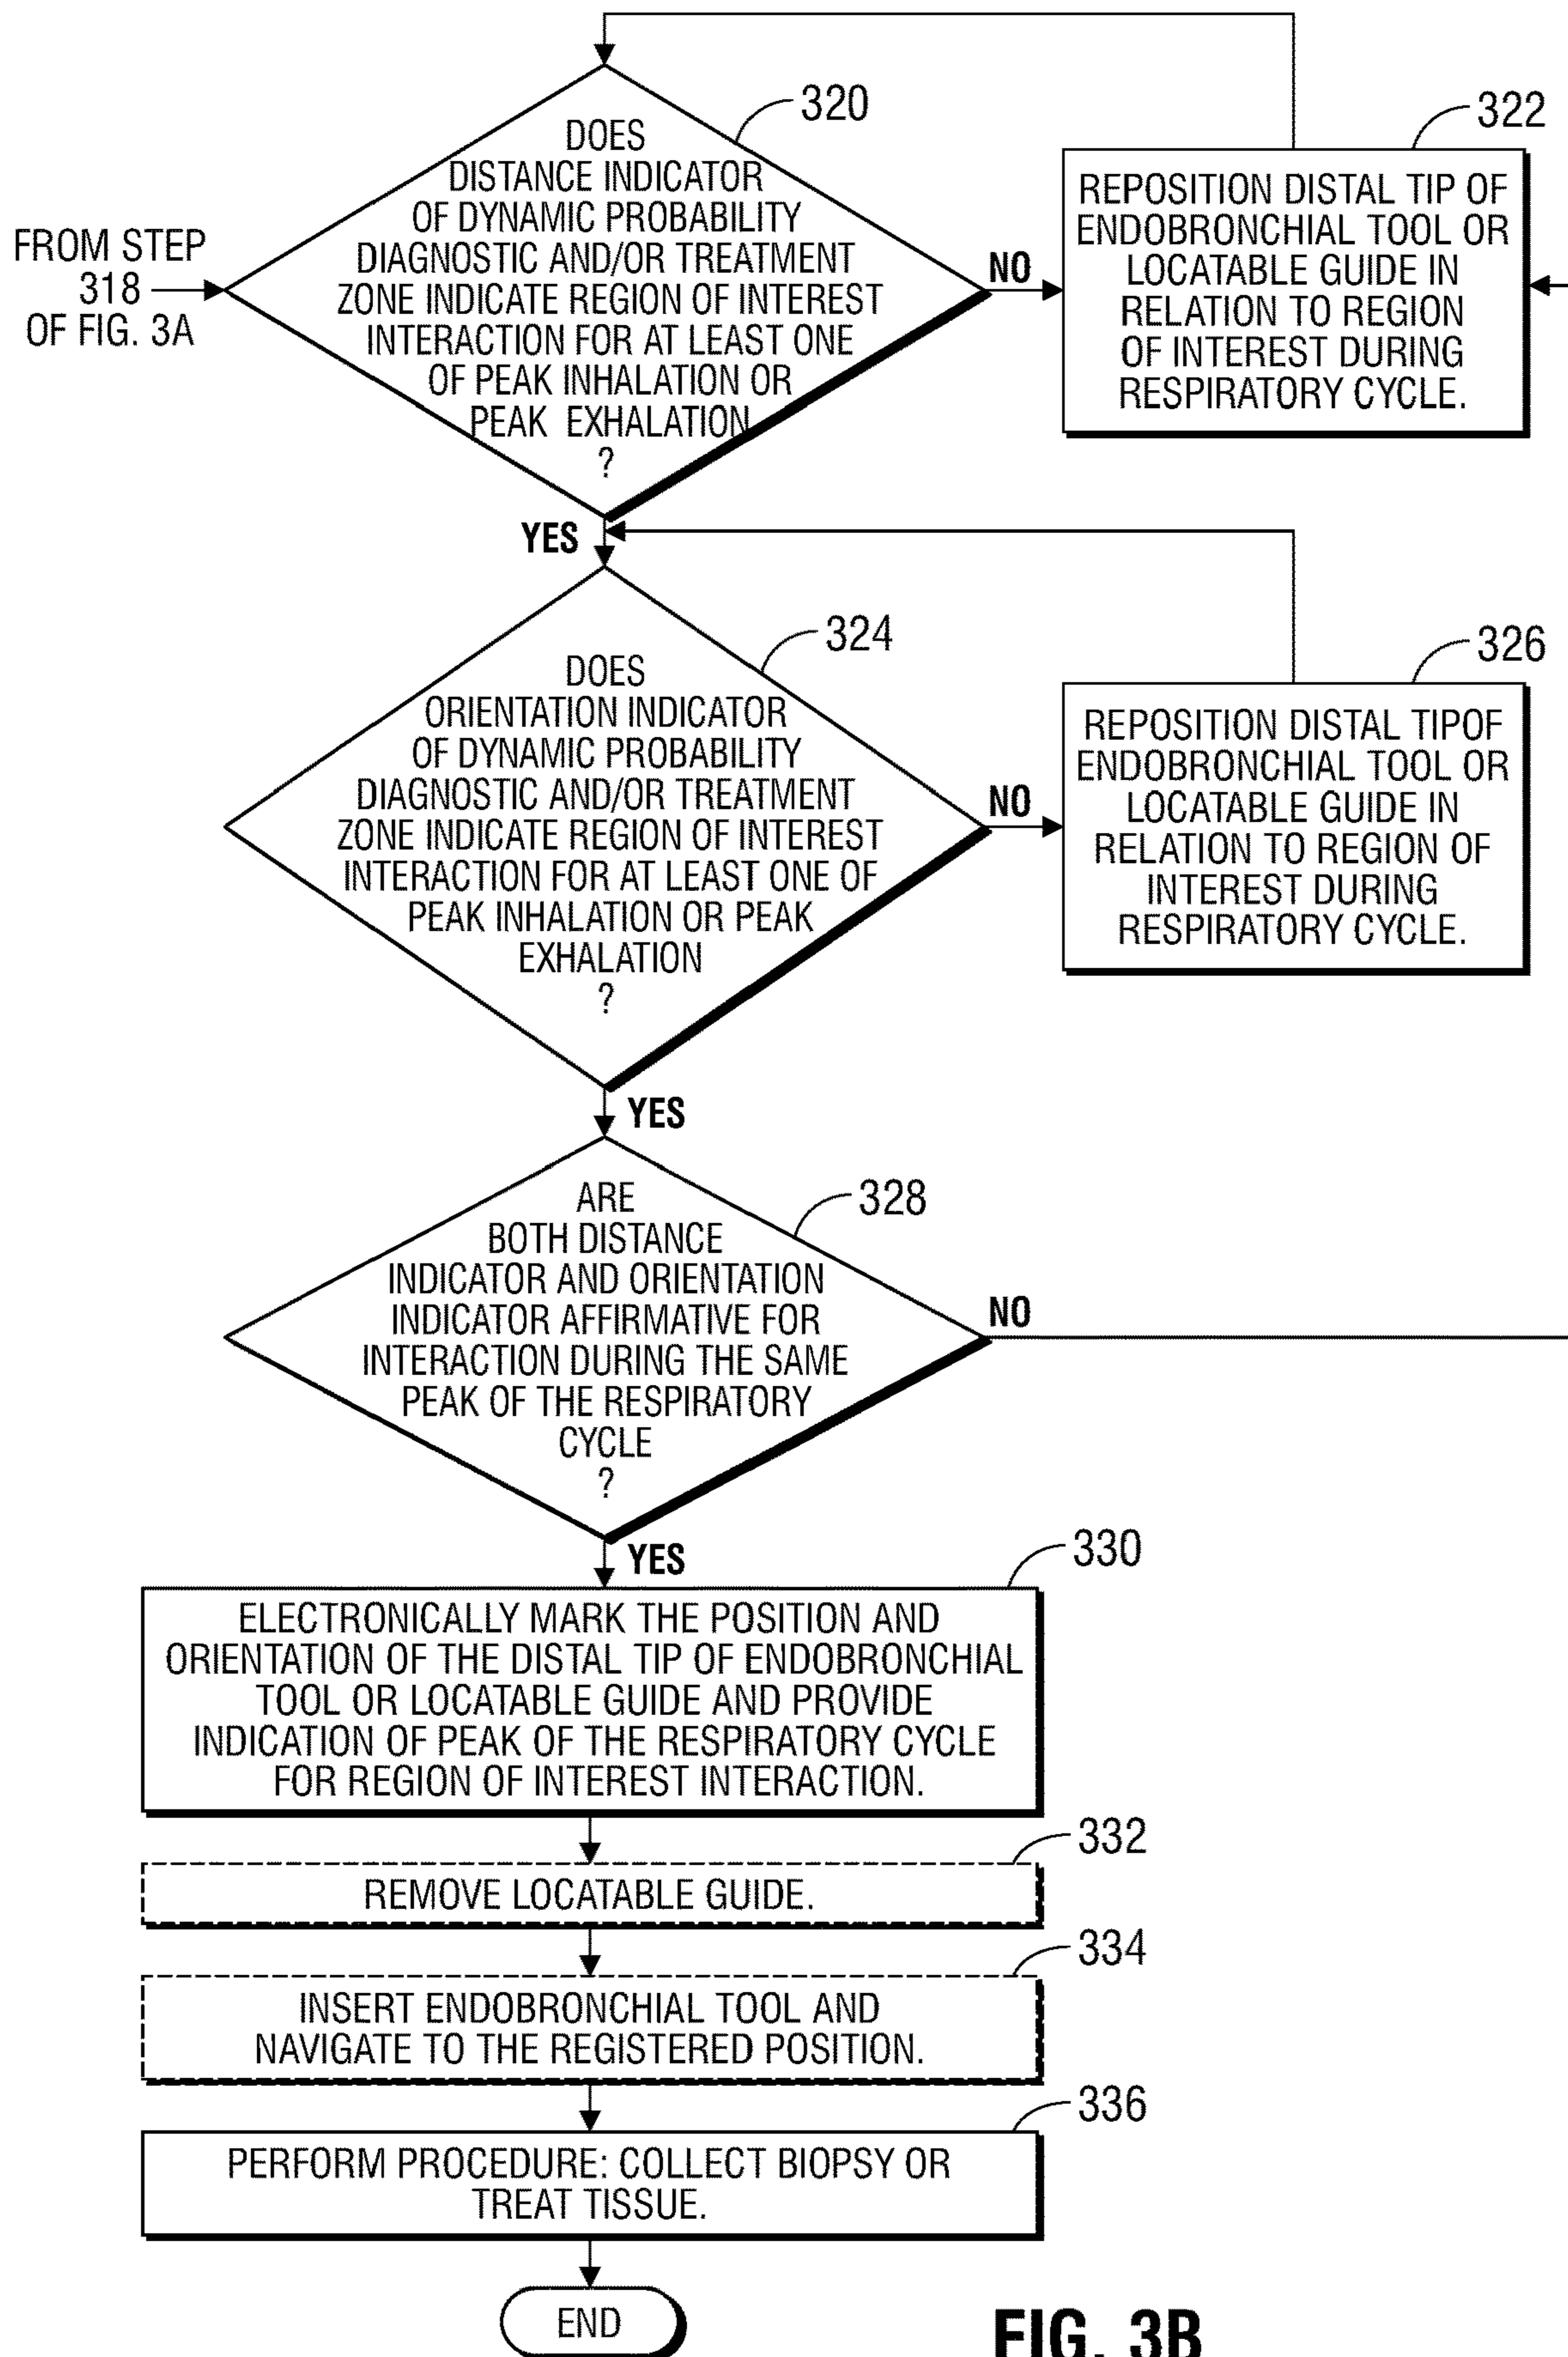 FROM STEP
318
OF FIG. 3A
320
DOES
DISTANCE INDICATOR
OF DYNAMIC PROBABILITY
DIAGNOSTIC AND/OR TREATMENT
ZONE INDICATE REGION OF INTEREST
INTERACTION FOR AT LEAST ONE
OF PEAK INHALATION OR
PEAK EXHALATION
?
NO
322
REPOSITION DISTAL TIP OF
ENDOBRONCHIAL TOOL OR
LOCATABLE GUIDE IN
RELATION TO REGION
OF INTEREST DURING
RESPIRATORY CYCLE.
YES
324
DOES
ORIENTATION INDICATOR
OF DYNAMIC PROBABILITY
DIAGNOSTIC AND/OR TREATMENT
ZONE INDICATE REGION OF INTEREST
INTERACTION FOR AT LEAST ONE OF
PEAK INHALATION OR PEAK
EXHALATION
?
NO
326
REPOSITION DISTAL TIPOF
ENDOBRONCHIAL TOOL OR
LOCATABLE GUIDE IN
RELATION TO REGION OF
INTEREST DURING
RESPIRATORY CYCLE.
YES
328
ARE
BOTH DISTANCE
INDICATOR AND ORIENTATION
INDICATOR AFFIRMATIVE FOR
INTERACTION DURING THE SAME
PEAK OF THE RESPIRATORY
CYCLE
?
NO
YES
330
ELECTRONICALLY MARK THE POSITION AND
ORIENTATION OF THE DISTAL TIP OF ENDOBRONCHIAL
TOOL OR LOCATABLE GUIDE AND PROVIDE
INDICATION OF PEAK OF THE RESPIRATORY CYCLE
FOR REGION OF INTEREST INTERACTION.
332
REMOVE LOCATABLE GUIDE.
334
INSERT ENDOBRONCHIAL TOOL AND
NAVIGATE TO THE REGISTERED POSITION.
336
PERFORM PROCEDURE: COLLECT BIOPSY OR
TREAT TISSUE.
END
FIG. 3B